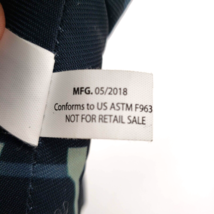 MFG. 05/2018
Conforms to US ASTM F963
NOT FOR RETAIL SALE